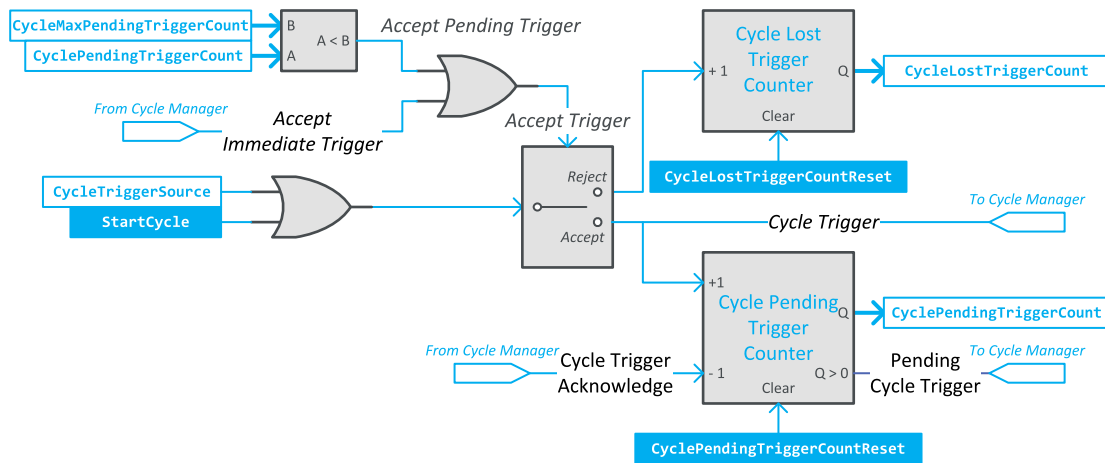 CycleMaxPendingTriggerCount
CyclePendingTriggerCount
B
A
A < B
Accept Pending Trigger
From Cycle Manager
Accept
Immediate Trigger
Accept Trigger
CycleTriggerSource
StartCycle
Reject
Accept
Cycle Lost
Trigger
Counter
+ 1
Q
Clear
CycleLostTriggerCount
CycleLostTriggerCountReset
Cycle Trigger
To Cycle Manager
+1
Cycle Pending
Trigger
Counter
Q
- 1
Q > 0
Clear
CyclePendingTriggerCount
From Cycle Manager
Cycle Trigger
Acknowledge
Pending
Cycle Trigger
To Cycle Manager
CyclePendingTriggerCountReset